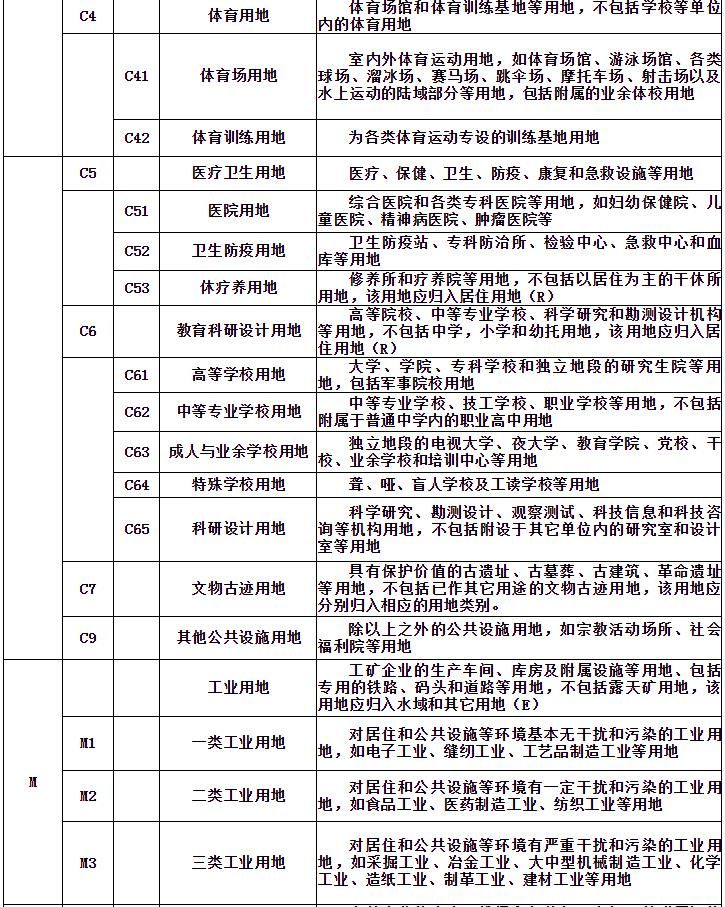 C4 体育用地 体育场馆和体育训练基地等用地，不包括学校等单位
内的体育用地
C41 体育场用地 室内外体育运动用地，如体育场馆、游泳场馆、各类
球场、溜冰场、赛马场、跳伞场、摩托车场、射击场以及
水上运动的陆域部分等用地，包括附属的业余体校用地
C42 体育训练用地 为各类体育运动专设的训练基地用地
C5 医疗卫生用地 医疗、保健、卫生、防疫、康复和急救设施等用地
C51 医院用地 综合医院和各类专科医院等用地，如妇幼保健院、儿
童医院、精神病医院、肿瘤医院等
C52 卫生防疫用地 卫生防疫站、专科防治所、检验中心、急救中心和血
库等用地
C53 休疗养用地 修养所和疗养院等用地，不包括以居住为主的干休所
用地，该用地应归入居住用地（R）
C6 教育科研设计用地 高等院校、中等专业学校、科学研究和勘测设计机构
等用地，不包括中学，小学和幼托用地，该用地应归入居
住用地（R）
C61 高等学校用地 大学、学院、专科学校和独立地段的研究生院等用
地，包括军事院校用地
C62 中等专业学校用地 中等专业学校、技工学校、职业学校等用地，不包括
附属于普通中学内的职业高中用地
C63 成人与业余学校用地 独立地段的电视大学、夜大学、教育学院、党校、干
校、业余学校和培训中心等用地
C64 特殊学校用地 聋、哑、盲人学校及工读学校等用地
C65 科研设计用地 科学研究、勘测设计、观察测试、科技信息和科技咨
询等机构用地，不包括附设于其它单位内的研究室和设计
室等用地
C7 文物古迹用地 具有保护价值的古遗址、古墓葬、古建筑、革命遗址
等用地，不包括已作其它用途的文物古迹用地，该用地应
分别归入相应的用地类别。
C9 其他公共设施用地 除以上之外的公共设施用地，如宗教活动场所、社会
福利院等用地
M 工业用地 工矿企业的生产车间、库房及附属设施等用地、包括
专用的铁路、码头和道路等用地，不包括露天矿用地，该
用地应归入水域和其它用地（E）
M1 一类工业用地 对居住和公共设施等环境基本无干扰和污染的工业用
地，如电子工业、缝纫工业、工艺品制造工业等用地
M2 二类工业用地 对居住和公共设施等环境有一定干扰和污染的工业用
地，如食品工业、医药制造工业、纺织工业等用地
M3 三类工业用地 对居住和公共设施等环境有严重干扰和污染的工业用
地，如采掘工业、冶金工业、大中型机械制造工业、化学
工业、造纸工业、制革工业、建材工业等用地